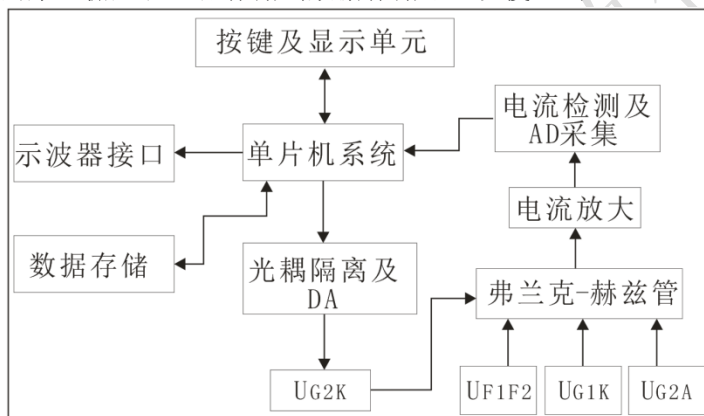 按键及显示单元
电流检测及
AD采集
示波器接口
单片机系统
电流放大
数据存储
光耦隔离及
DA
弗兰克-赫兹管
UG2K
UF1F2
UG1K
UG2A